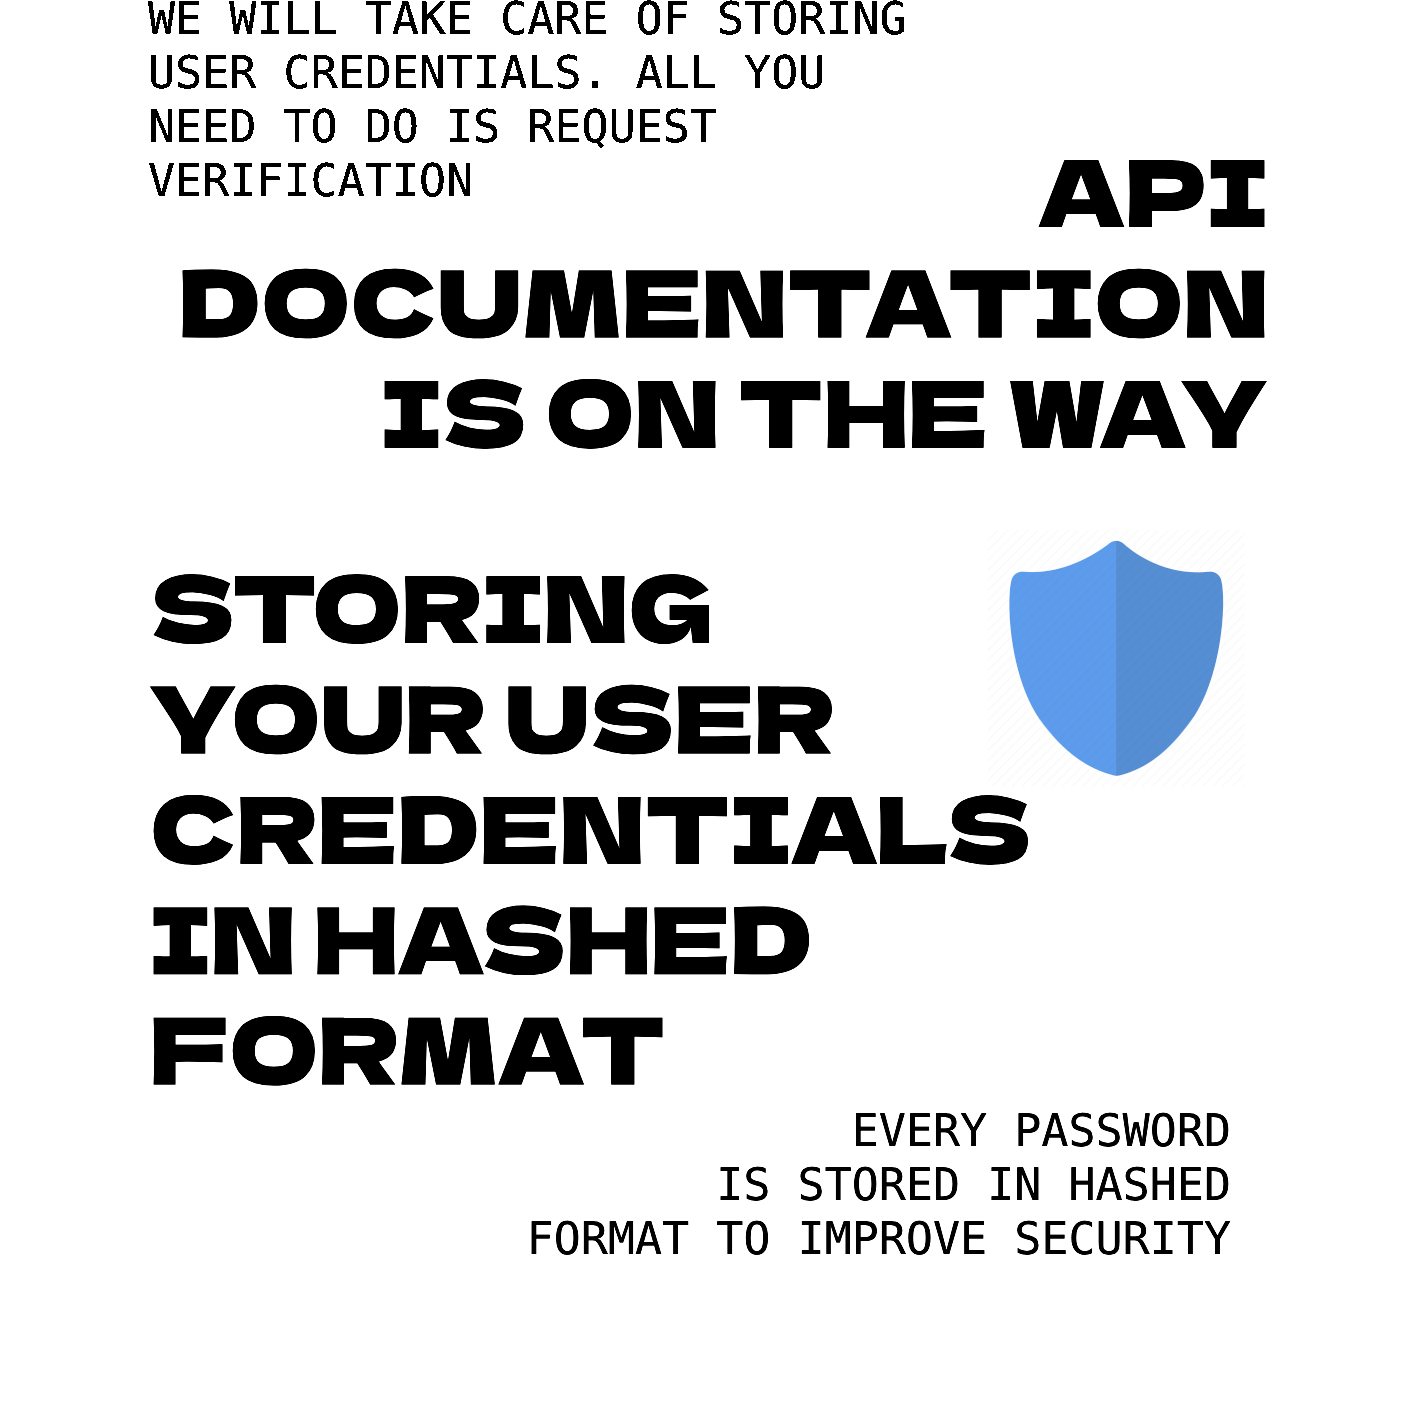 WE WILL TAKE CARE OF STORING
USER CREDENTIALS. ALL YOU
NEED TO DO IS REQUEST
VERIFICATION
API
DOCUMENTATION
IS ON THE WAY
STORING
YOUR USER
CREDENTIALS
IN HASHED
FORMAT
EVERY PASSWORD
IS STORED IN HASHED
FORMAT TO IMPROVE SECURITY